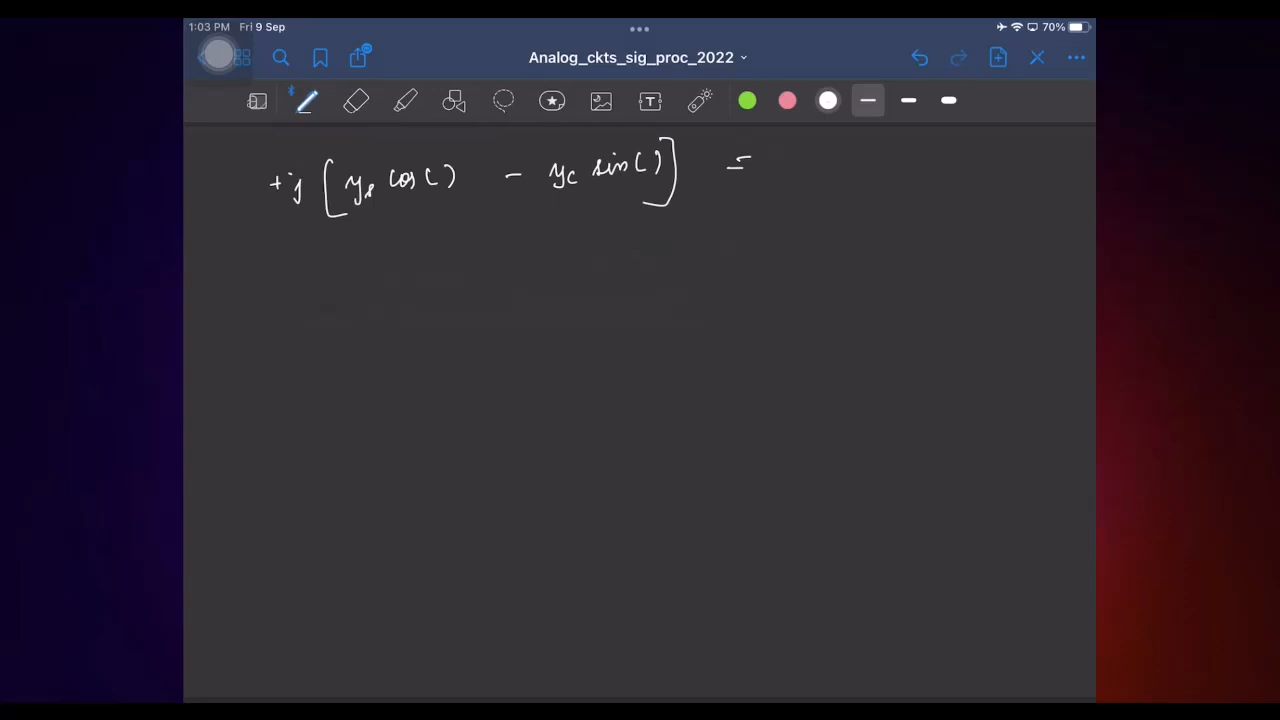 1:03 PM Fri 9 Sep
70%
Analog_ckts_sig_proc_2022
T
+j [ys cos( ) - yc sin( )] =